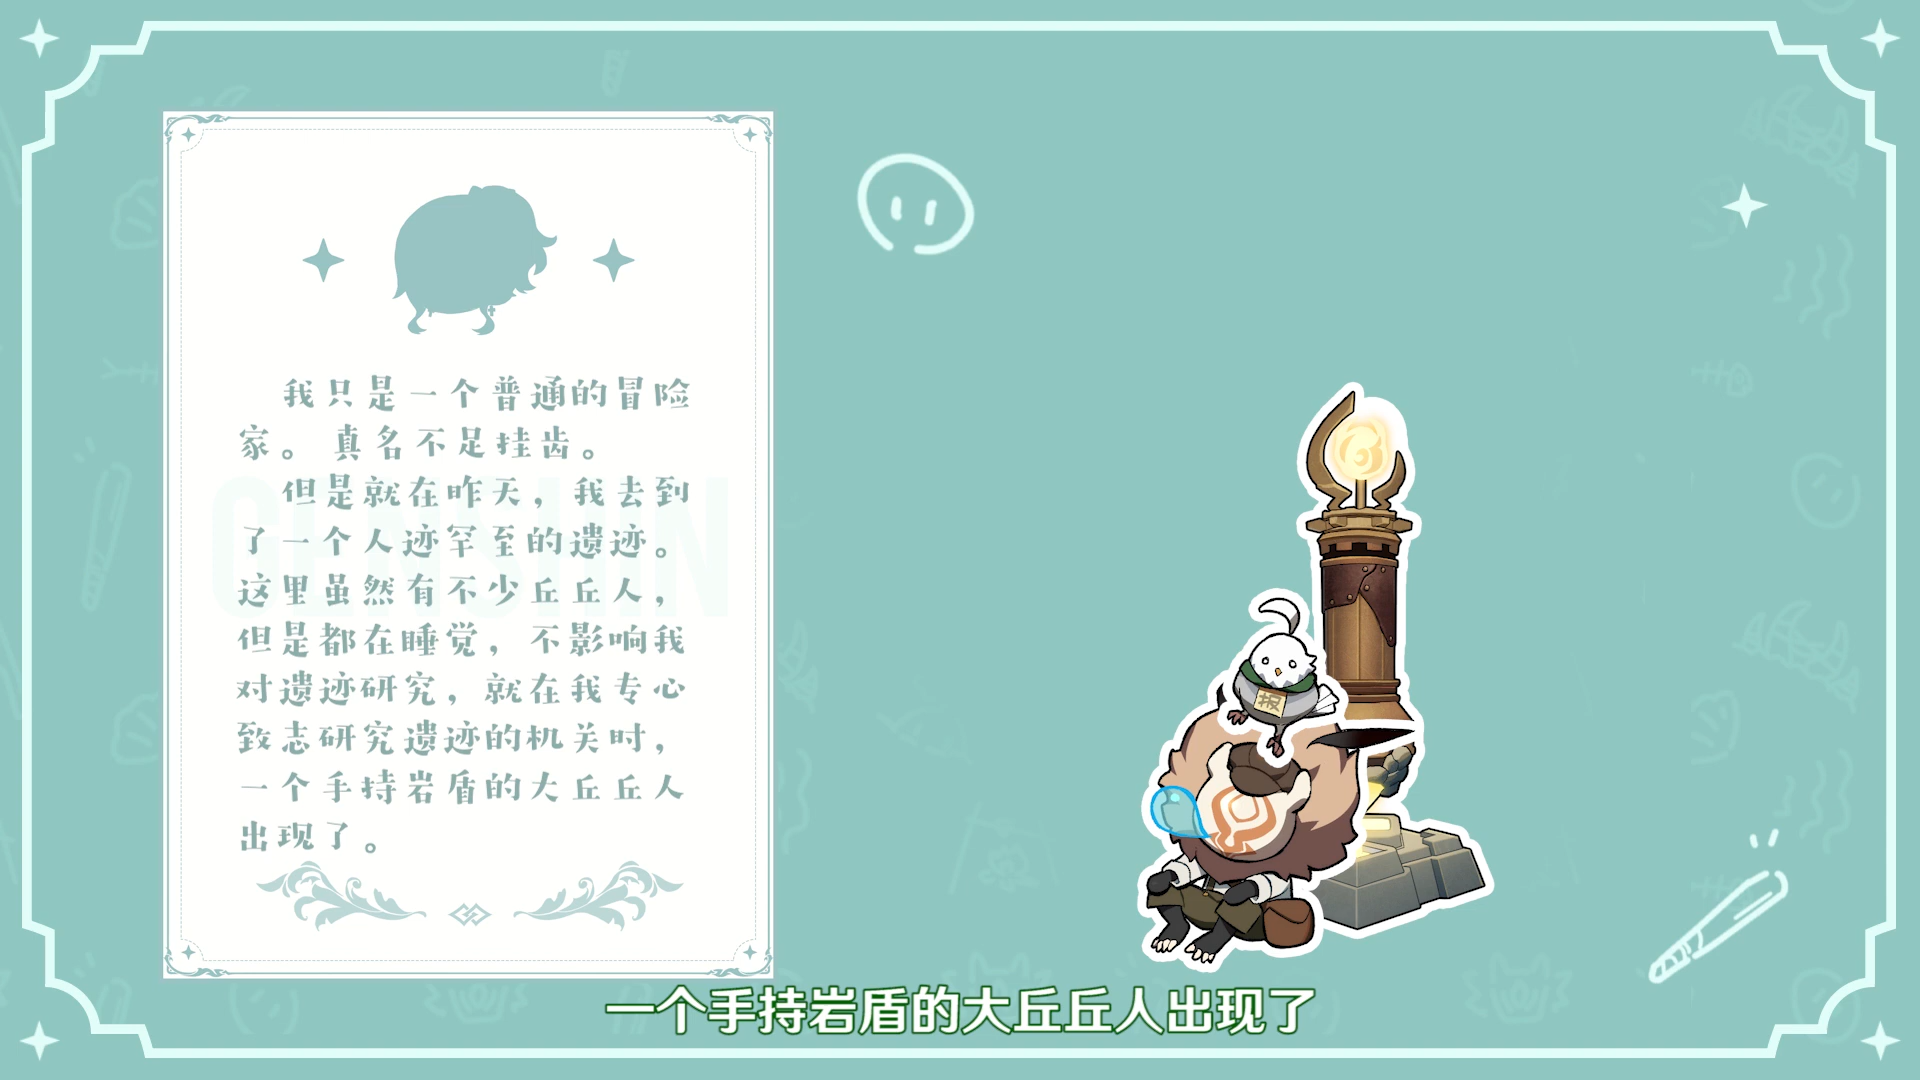 我只是一个普通的冒险
家。真名不足挂齿。
但是就在昨天，我去到
了一个人迹罕至的遗迹。
这里虽然有不少丘丘人，
但是都在睡觉，不影响我
对遗迹研究，就在我专心
致志研究遗迹的机关时，
一个手持岩盾的大丘丘人
出现了。
GENSHIN
报
一个手持岩盾的大丘丘人出现了